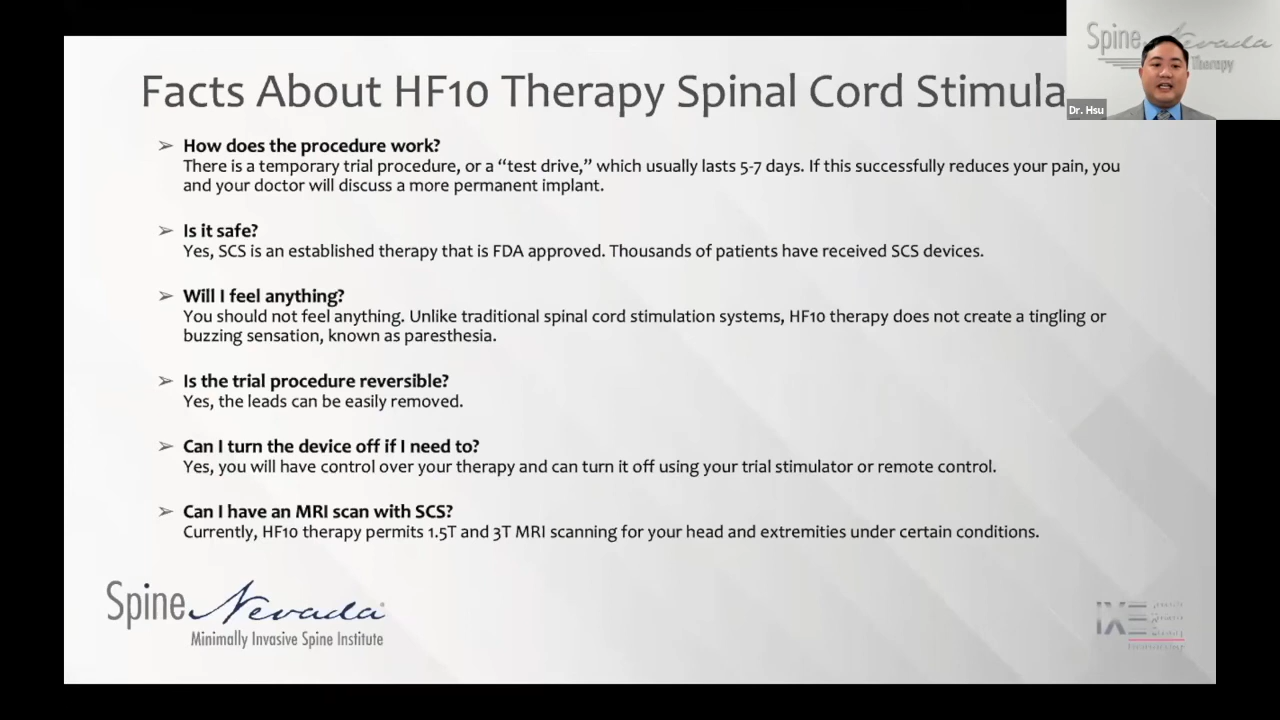 Facts About HF10 Therapy Spinal Cord Stimula
Spine Nevada
Therapy
Dr. Hsu
➢ How does the procedure work?
There is a temporary trial procedure, or a “test drive,” which usually lasts 5-7 days. If this successfully reduces your pain, you
and your doctor will discuss a more permanent implant.
➢ Is it safe?
Yes, SCS is an established therapy that is FDA approved. Thousands of patients have received SCS devices.
➢ Will I feel anything?
You should not feel anything. Unlike traditional spinal cord stimulation systems, HF10 therapy does not create a tingling or
buzzing sensation, known as paresthesia.
➢ Is the trial procedure reversible?
Yes, the leads can be easily removed.
➢ Can I turn the device off if I need to?
Yes, you will have control over your therapy and can turn it off using your trial stimulator or remote control.
➢ Can I have an MRI scan with SCS?
Currently, HF10 therapy permits 1.5T and 3T MRI scanning for your head and extremities under certain conditions.
Spine Nevada
Minimally Invasive Spine Institute